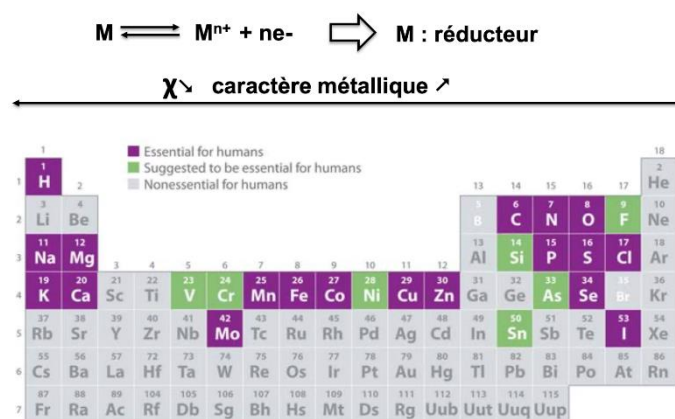 M ⇌ Mⁿ⁺ + ne- ⇨ M : réducteur
χ↘ caractère métallique ↗
1 18
Essential for humans
Suggested to be essential for humans
Nonessential for humans
1 1 H 2 13 14 15 16 17 2 He
2 3 Li 4 Be 5 B 6 C 7 N 8 O 9 F 10 Ne
3 11 Na 12 Mg 3 4 5 6 7 8 9 10 11 12 13 Al 14 Si 15 P 16 S 17 Cl 18 Ar
4 19 K 20 Ca 21 Sc 22 Ti 23 V 24 Cr 25 Mn 26 Fe 27 Co 28 Ni 29 Cu 30 Zn 31 Ga 32 Ge 33 As 34 Se 35 Br 36 Kr
5 37 Rb 38 Sr 39 Y 40 Zr 41 Nb 42 Mo 43 Tc 44 Ru 45 Rh 46 Pd 47 Ag 48 Cd 49 In 50 Sn 51 Sb 52 Te 53 I 54 Xe
6 55 Cs 56 Ba 57 La 72 Hf 73 Ta 74 W 75 Re 76 Os 77 Ir 78 Pt 79 Au 80 Hg 81 Tl 82 Pb 83 Bi 84 Po 85 At 86 Rn
7 87 Fr 88 Ra 89 Ac 104 Rf 105 Db 106 Sg 107 Bh 108 Hs 109 Mt 110 Ds 111 Rg 112 Uub 113 Uut 114 Uuq 115 Uup